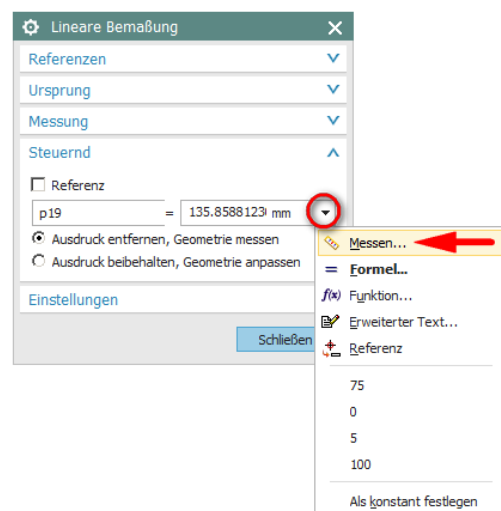 Lineare Bemaßung
Referenzen
Ursprung
Messung
Steuernd
Referenz
p19 = 135.8588123 mm
Ausdruck entfernen, Geometrie messen
Ausdruck beibehalten, Geometrie anpassen
Einstellungen
Schließen
Messen...
= Formel...
f(x) Funktion...
Erweiterter Text...
Referenz
75
0
5
100
Als konstant festlegen